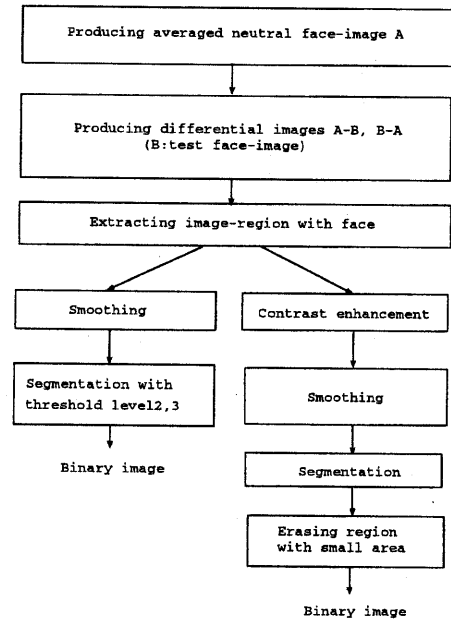 Producing averaged neutral face-image A
Producing differential images A-B, B-A
(B:test face-image)
Extracting image-region with face
Smoothing
Segmentation with
threshold level2,3
Binary image
Contrast enhancement
Smoothing
Segmentation
Erasing region
with small area
Binary image